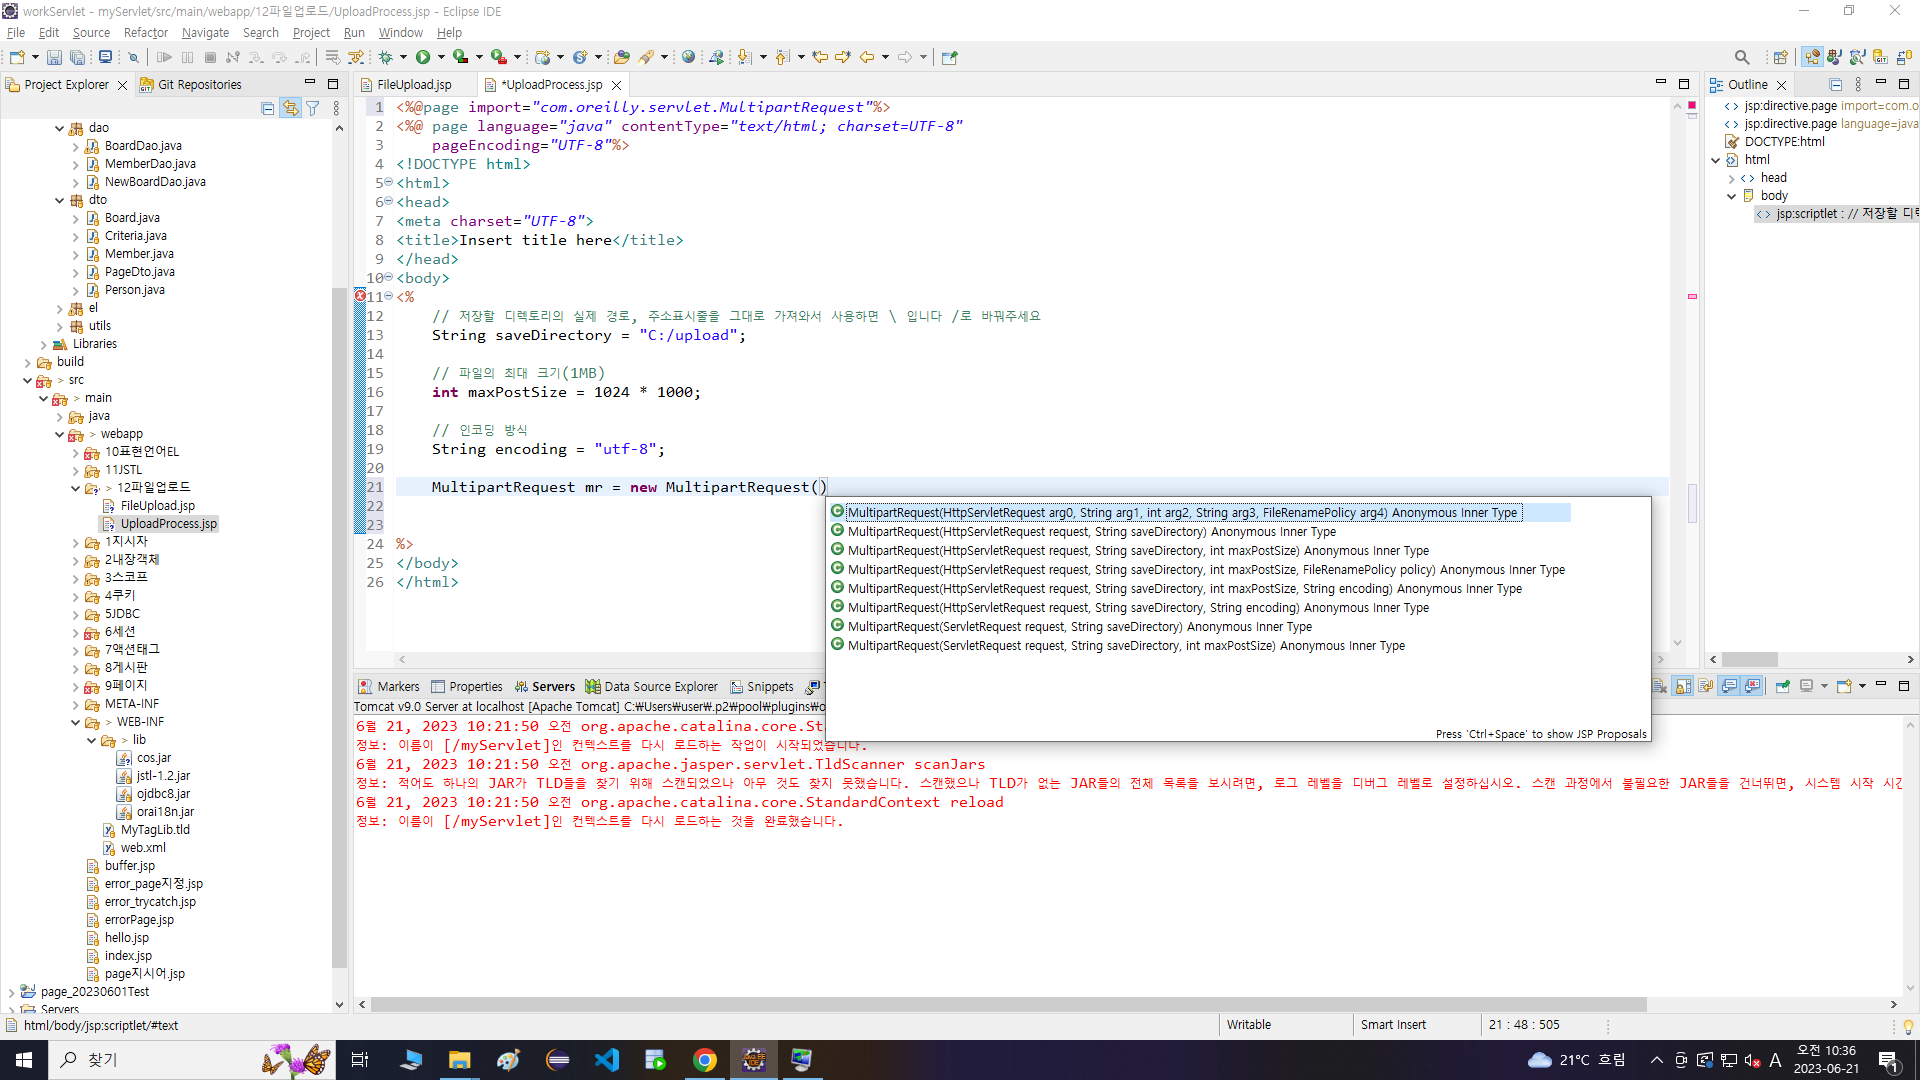 workServlet - myServlet/src/main/webapp/12파일업로드/UploadProcess.jsp - Eclipse IDE
File Edit Source Refactor Navigate Search Project Run Window Help
Project Explorer Git Repositories
dao
BoardDao.java
MemberDao.java
NewBoardDao.java
dto
Board.java
Criteria.java
Member.java
PageDto.java
Person.java
el
utils
Libraries
build
> src
> main
java
> webapp
10표현언어EL
11JSTL
> 12파일업로드
FileUpload.jsp
UploadProcess.jsp
1지시자
2내장객체
3스코프
4쿠키
5JDBC
6세션
7액션태그
8게시판
9페이지
META-INF
> WEB-INF
> lib
cos.jar
jstl-1.2.jar
ojdbc8.jar
orai18n.jar
MyTagLib.tld
web.xml
buffer.jsp
error_page지정.jsp
error_trycatch.jsp
errorPage.jsp
hello.jsp
index.jsp
page지시어.jsp
page_20230601Test
Servers
FileUpload.jsp *UploadProcess.jsp
1 <%@page import="com.oreilly.servlet.MultipartRequest"%>
2 <%@ page language="java" contentType="text/html; charset=UTF-8"
3 pageEncoding="UTF-8"%>
4 <!DOCTYPE html>
5 <html>
6 <head>
7 <meta charset="UTF-8">
8 <title>Insert title here</title>
9 </head>
10 <body>
11 <%
12 // 저장할 디렉토리의 실제 경로, 주소표시줄을 그대로 가져와서 사용하면 \ 입니다 /로 바꿔주세요
13 String saveDirectory = "C:/upload";
14
15 // 파일의 최대 크기(1MB)
16 int maxPostSize = 1024 * 1000;
17
18 // 인코딩 방식
19 String encoding = "utf-8";
20
21 MultipartRequest mr = new MultipartRequest()
22
23
24 %>
25 </body>
26 </html>
MultipartRequest(HttpServletRequest arg0, String arg1, int arg2, String arg3, FileRenamePolicy arg4) Anonymous Inner Type
MultipartRequest(HttpServletRequest request, String saveDirectory) Anonymous Inner Type
MultipartRequest(HttpServletRequest request, String saveDirectory, int maxPostSize) Anonymous Inner Type
MultipartRequest(HttpServletRequest request, String saveDirectory, int maxPostSize, FileRenamePolicy policy) Anonymous Inner Type
MultipartRequest(HttpServletRequest request, String saveDirectory, int maxPostSize, String encoding) Anonymous Inner Type
MultipartRequest(HttpServletRequest request, String saveDirectory, String encoding) Anonymous Inner Type
MultipartRequest(ServletRequest request, String saveDirectory) Anonymous Inner Type
MultipartRequest(ServletRequest request, String saveDirectory, int maxPostSize) Anonymous Inner Type
Press 'Ctrl+Space' to show JSP Proposals
Outline
jsp:directive.page import=com.o
jsp:directive.page language=java
DOCTYPE:html
html
head
body
jsp:scriptlet : // 저장할 디렉
Markers Properties Servers Data Source Explorer Snippets
Tomcat v9.0 Server at localhost [Apache Tomcat] C:₩Users₩user₩.p2₩pool₩plugins₩o
6월 21, 2023 10:21:50 오전 org.apache.catalina.core.St
정보: 이름이 [/myServlet]인 컨텍스트를 다시 로드하는 작업이 시작되었습니다.
6월 21, 2023 10:21:50 오전 org.apache.jasper.servlet.TldScanner scanJars
정보: 적어도 하나의 JAR가 TLD들을 찾기 위해 스캔되었으나 아무 것도 찾지 못했습니다. 스캔했으나 TLD가 없는 JAR들의 전체 목록을 보시려면, 로그 레벨을 디버그 레벨로 설정하십시오. 스캔 과정에서 불필요한 JAR들을 건너뛰면, 시스템 시작 시간
6월 21, 2023 10:21:50 오전 org.apache.catalina.core.StandardContext reload
정보: 이름이 [/myServlet]인 컨텍스트를 다시 로드하는 것을 완료했습니다.
html/body/jsp:scriptlet/#text Writable Smart Insert 21 : 48 : 505
찾기 21°C 흐림 A 오전 10:36
2023-06-21 1